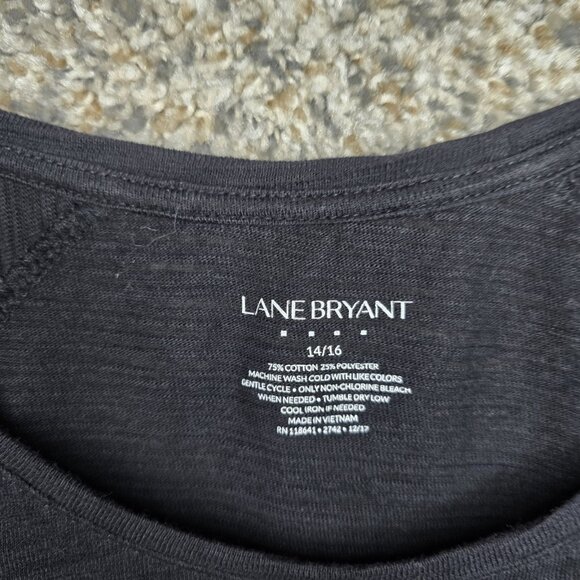 LANE BRYANT
14/16
75% COTTON 25% POLYESTER
MACHINE WASH COLD WITH LIKE COLORS
GENTLE CYCLE • ONLY NON-CHLORINE BLEACH
WHEN NEEDED • TUMBLE DRY LOW
COOL IRON IF NEEDED
MADE IN VIETNAM
RN 118641 • 2742 • 12/17